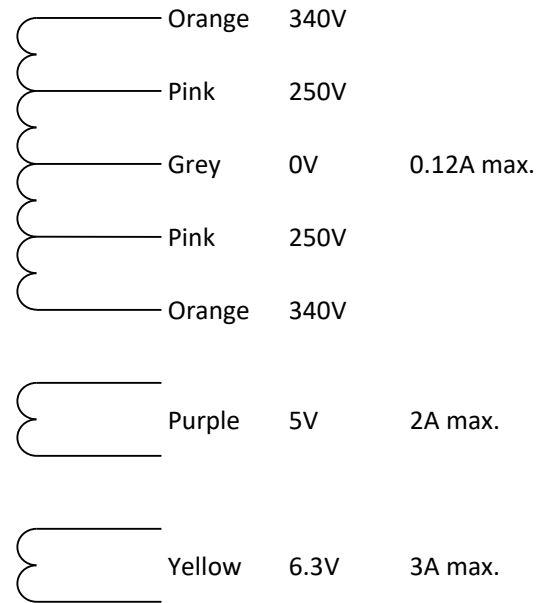 Orange 340V
Pink 250V
Grey 0V 0.12A max.
Pink 250V
Orange 340V
Purple 5V 2A max.
Yellow 6.3V 3A max.